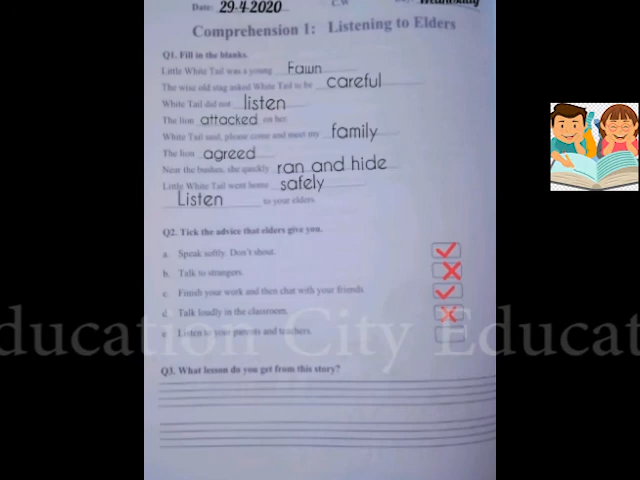 Date: 29-4-2020 C.W Wednesday
Comprehension 1: Listening to Elders
Q1. Fill in the blanks.
Little White Tail was a young Fawn
The wise old stag asked White Tail to be careful
White Tail did not listen
The lion attacked on her
White Tail said, please come and meet my family
The lion agreed
Near the bushes, she quickly ran and hide
Little White Tail went home safely
Listen to your elders.
Q2. Tick the advice that elders give you.
a. Speak softly. Don't shout.
b. Talk to strangers.
c. Finish your work and then chat with your friends
d. Talk loudly in the classroom.
e. Listen to your parents and teachers.
ducation City Educat
Q3. What lesson do you get from this story?